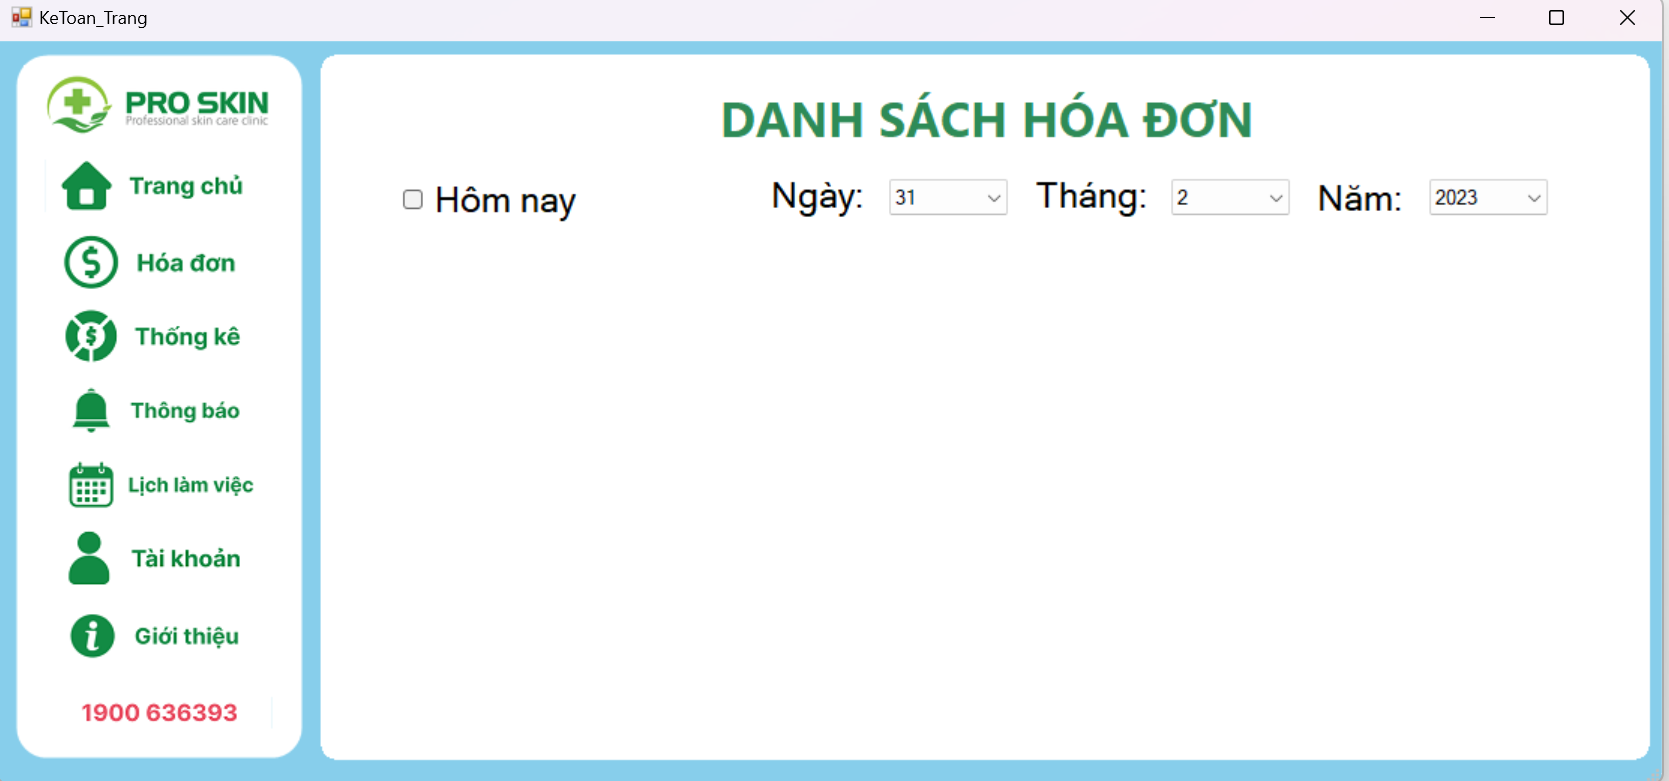 KeToan_Trang
PRO SKIN
Professional skin care clinic
Trang chủ
Hóa đơn
Thống kê
Thông báo
Lịch làm việc
Tài khoản
Giới thiệu
1900 636393
DANH SÁCH HÓA ĐƠN
Hôm nay Ngày: 31 Tháng: 2 Năm: 2023